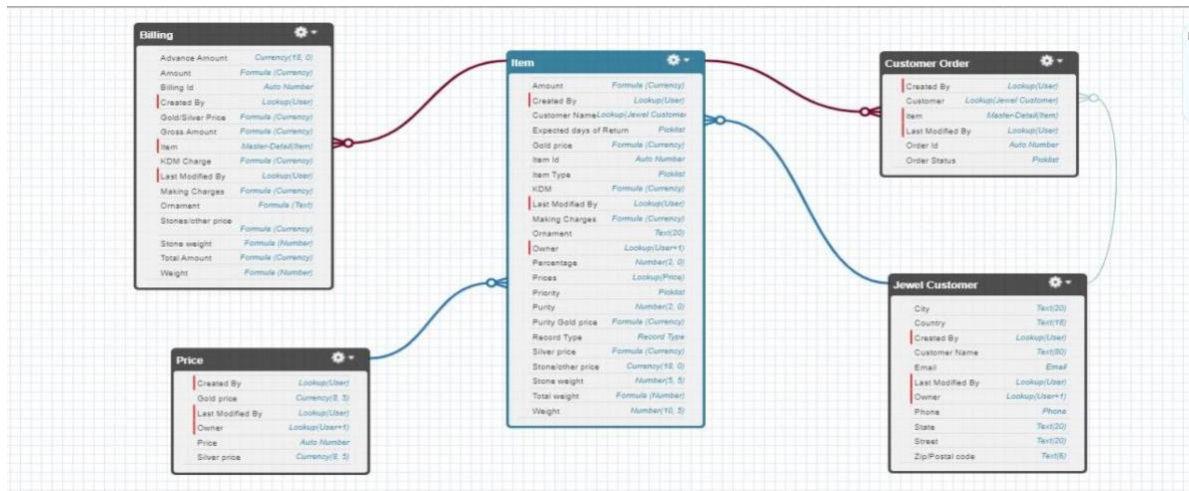 Billing
Advance Amount Currency(18, 0)
Amount Formula (Currency)
Billing Id Auto Number
Created By Lookup(User)
Gold/Silver Price Formula (Currency)
Gross Amount Formula (Currency)
Item Master-Detail(Item)
KDM Charge Formula (Currency)
Last Modified By Lookup(User)
Making Charges Formula (Currency)
Ornament Formula (Text)
Stones/other price
Formula (Currency)
Stone weight Formula (Number)
Total Amount Formula (Currency)
Weight Formula (Number)
Price
Created By Lookup(User)
Gold price Currency(8, 5)
Last Modified By Lookup(User)
Owner Lookup(User+1)
Price Auto Number
Silver price Currency(9, 5)
Item
Amount Formula (Currency)
Created By Lookup(User)
Customer Name Lookup(Jewel Customer
Expected days of Return Picklist
Gold price Formula (Currency)
Item Id Auto Number
Item Type Picklist
KDM Formula (Currency)
Last Modified By Lookup(User)
Making Charges Formula (Currency)
Ornament Text(20)
Owner Lookup(User+1)
Percentage Number(2, 0)
Prices Lookup(Price)
Priority Picklist
Purity Number(2, 0)
Purity Gold price Formula (Currency)
Record Type Record Type
Silver price Formula (Currency)
Stone/other price Currency(18, 0)
Stone weight Number(5, 5)
Total weight Formula (Number)
Weight Number(10, 5)
Customer Order
Created By Lookup(User)
Customer Lookup(Jewel Customer)
Item Master-Detail(Item)
Last Modified By Lookup(User)
Order Id Auto Number
Order Status Picklist
Jewel Customer
City Text(20)
Country Text(18)
Created By Lookup(User)
Customer Name Text(80)
Email Email
Last Modified By Lookup(User)
Owner Lookup(User+1)
Phone Phone
State Text(20)
Street Text(20)
Zip/Postal code Text(6)